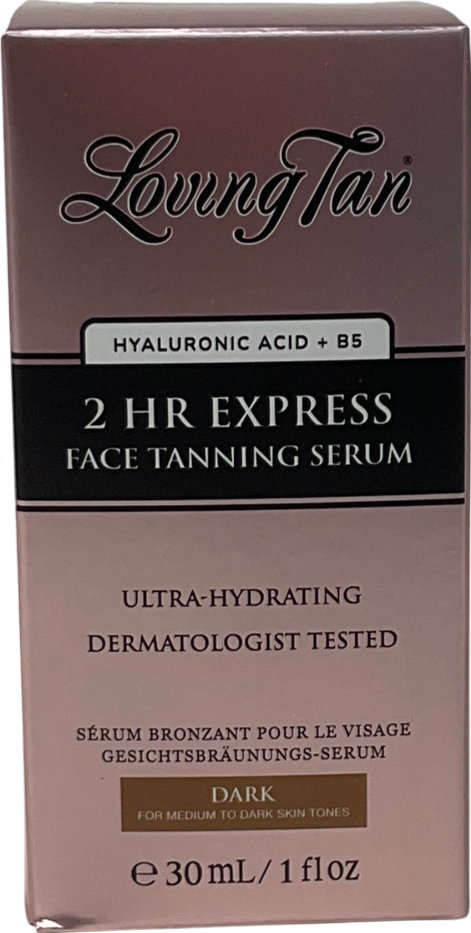 Loving Tan®
HYALURONIC ACID + B5
2 HR EXPRESS
FACE TANNING SERUM
ULTRA-HYDRATING
DERMATOLOGIST TESTED
SÉRUM BRONZANT POUR LE VISAGE
GESICHTSBRÄUNUNGS-SERUM
DARK
FOR MEDIUM TO DARK SKIN TONES
℮ 30 mL / 1 fl oz